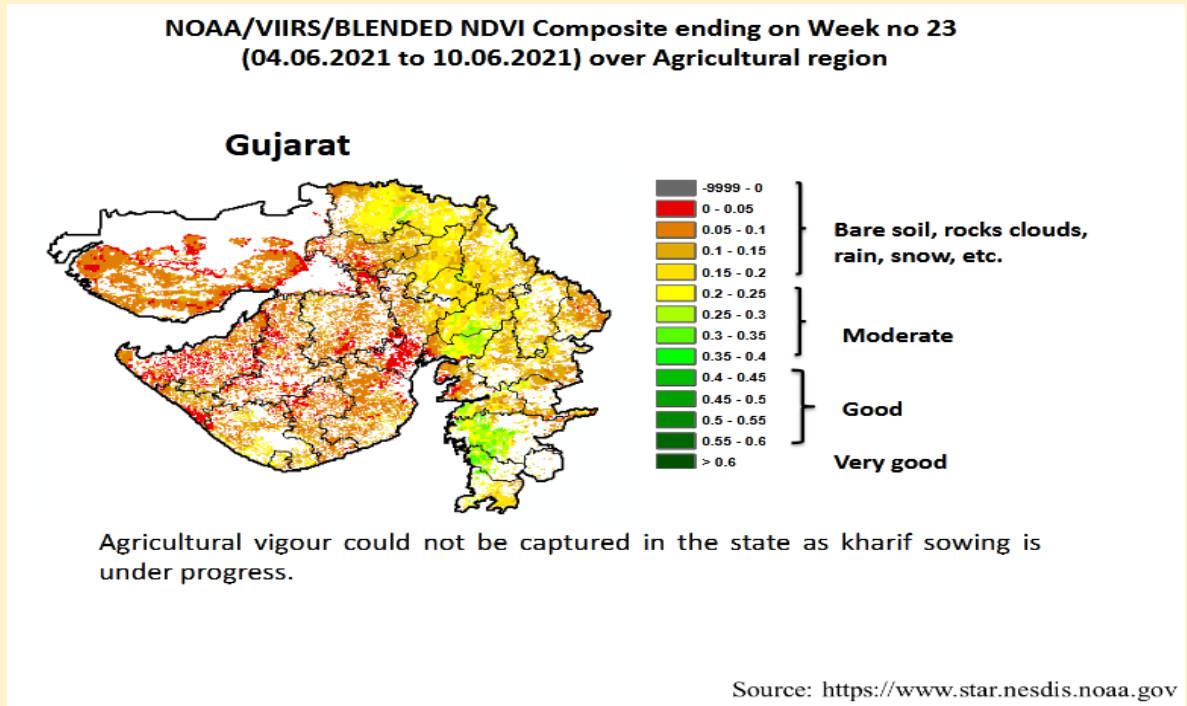 NOAA/VIIRS/BLENDED NDVI Composite ending on Week no 23
(04.06.2021 to 10.06.2021) over Agricultural region
Gujarat
-9999 - 0
0 - 0.05
0.05 - 0.1
0.1 - 0.15
0.15 - 0.2
0.2 - 0.25
0.25 - 0.3
0.3 - 0.35
0.35 - 0.4
0.4 - 0.45
0.45 - 0.5
0.5 - 0.55
0.55 - 0.6
> 0.6
Bare soil, rocks clouds,
rain, snow, etc.
Moderate
Good
Very good
Agricultural vigour could not be captured in the state as kharif sowing is
under progress.
Source: https://www.star.nesdis.noaa.gov